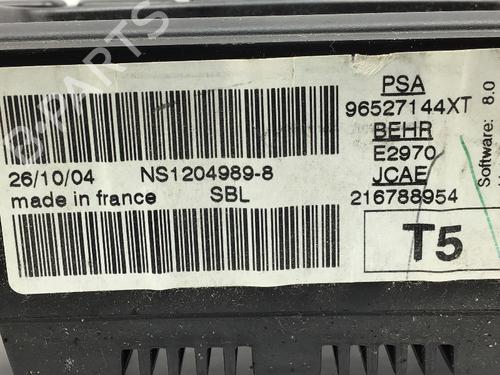 PSA
96527144XT
BEHR
E2970
JCAE
216788954
T5
Software: 8.0
26/10/04 NS1204989-8
made in france SBL
B-PARTS